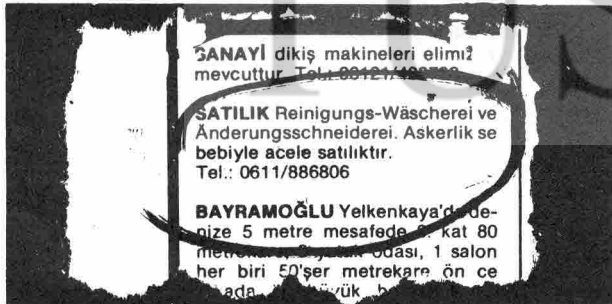 SANAYİ dikiş makineleri elimiz
mevcuttur. Tel.:
SATILIK Reinigungs-Wäscherei ve
Änderungsschneiderei. Askerlik se
bebiyle acele satılıktır.
Tel.: 0611/886806
BAYRAMOĞLU Yelkenkaya'da de-
nize 5 metre mesafede kat 80
metrekare, odası, 1 salon
her biri 50'şer metrekare ön ce